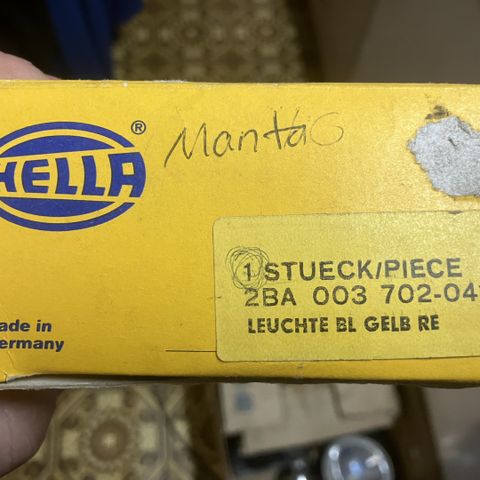 HELLA ®
Manta
1 STUECK/PIECE
2BA 003 702-04
LEUCHTE BL GELB RE
ade in
ermany